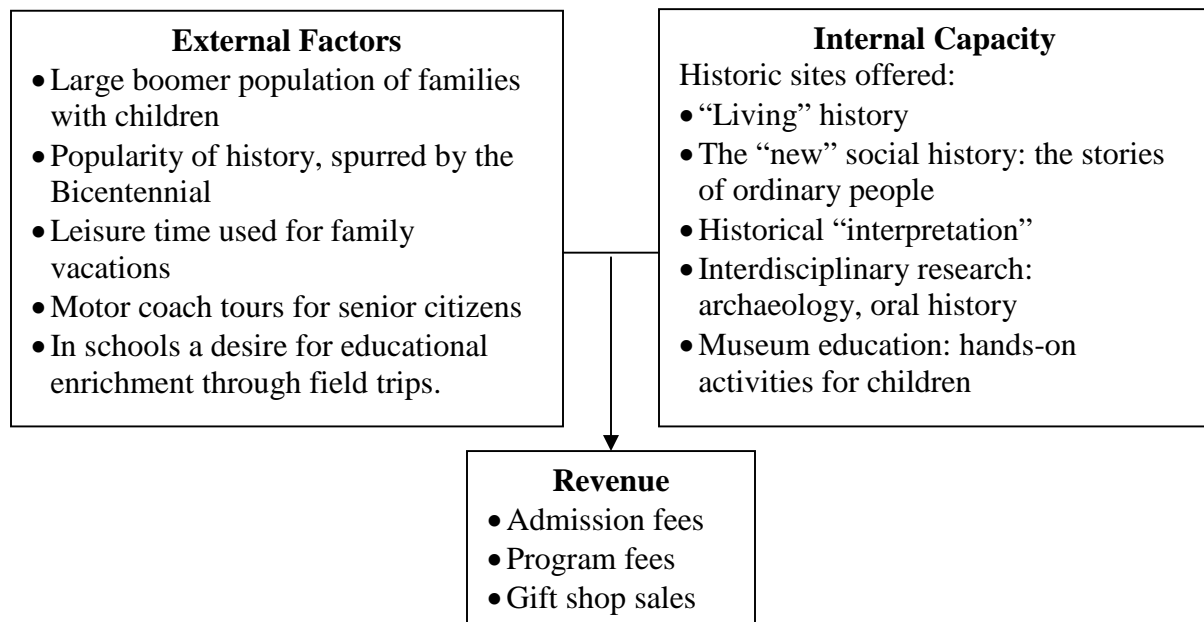 External Factors
• Large boomer population of families
with children
• Popularity of history, spurred by the
Bicentennial
• Leisure time used for family
vacations
• Motor coach tours for senior citizens
• In schools a desire for educational
enrichment through field trips.
Internal Capacity
Historic sites offered:
• “Living” history
• The “new” social history: the stories
of ordinary people
• Historical “interpretation”
• Interdisciplinary research:
archaeology, oral history
• Museum education: hands-on
activities for children
Revenue
• Admission fees
• Program fees
• Gift shop sales